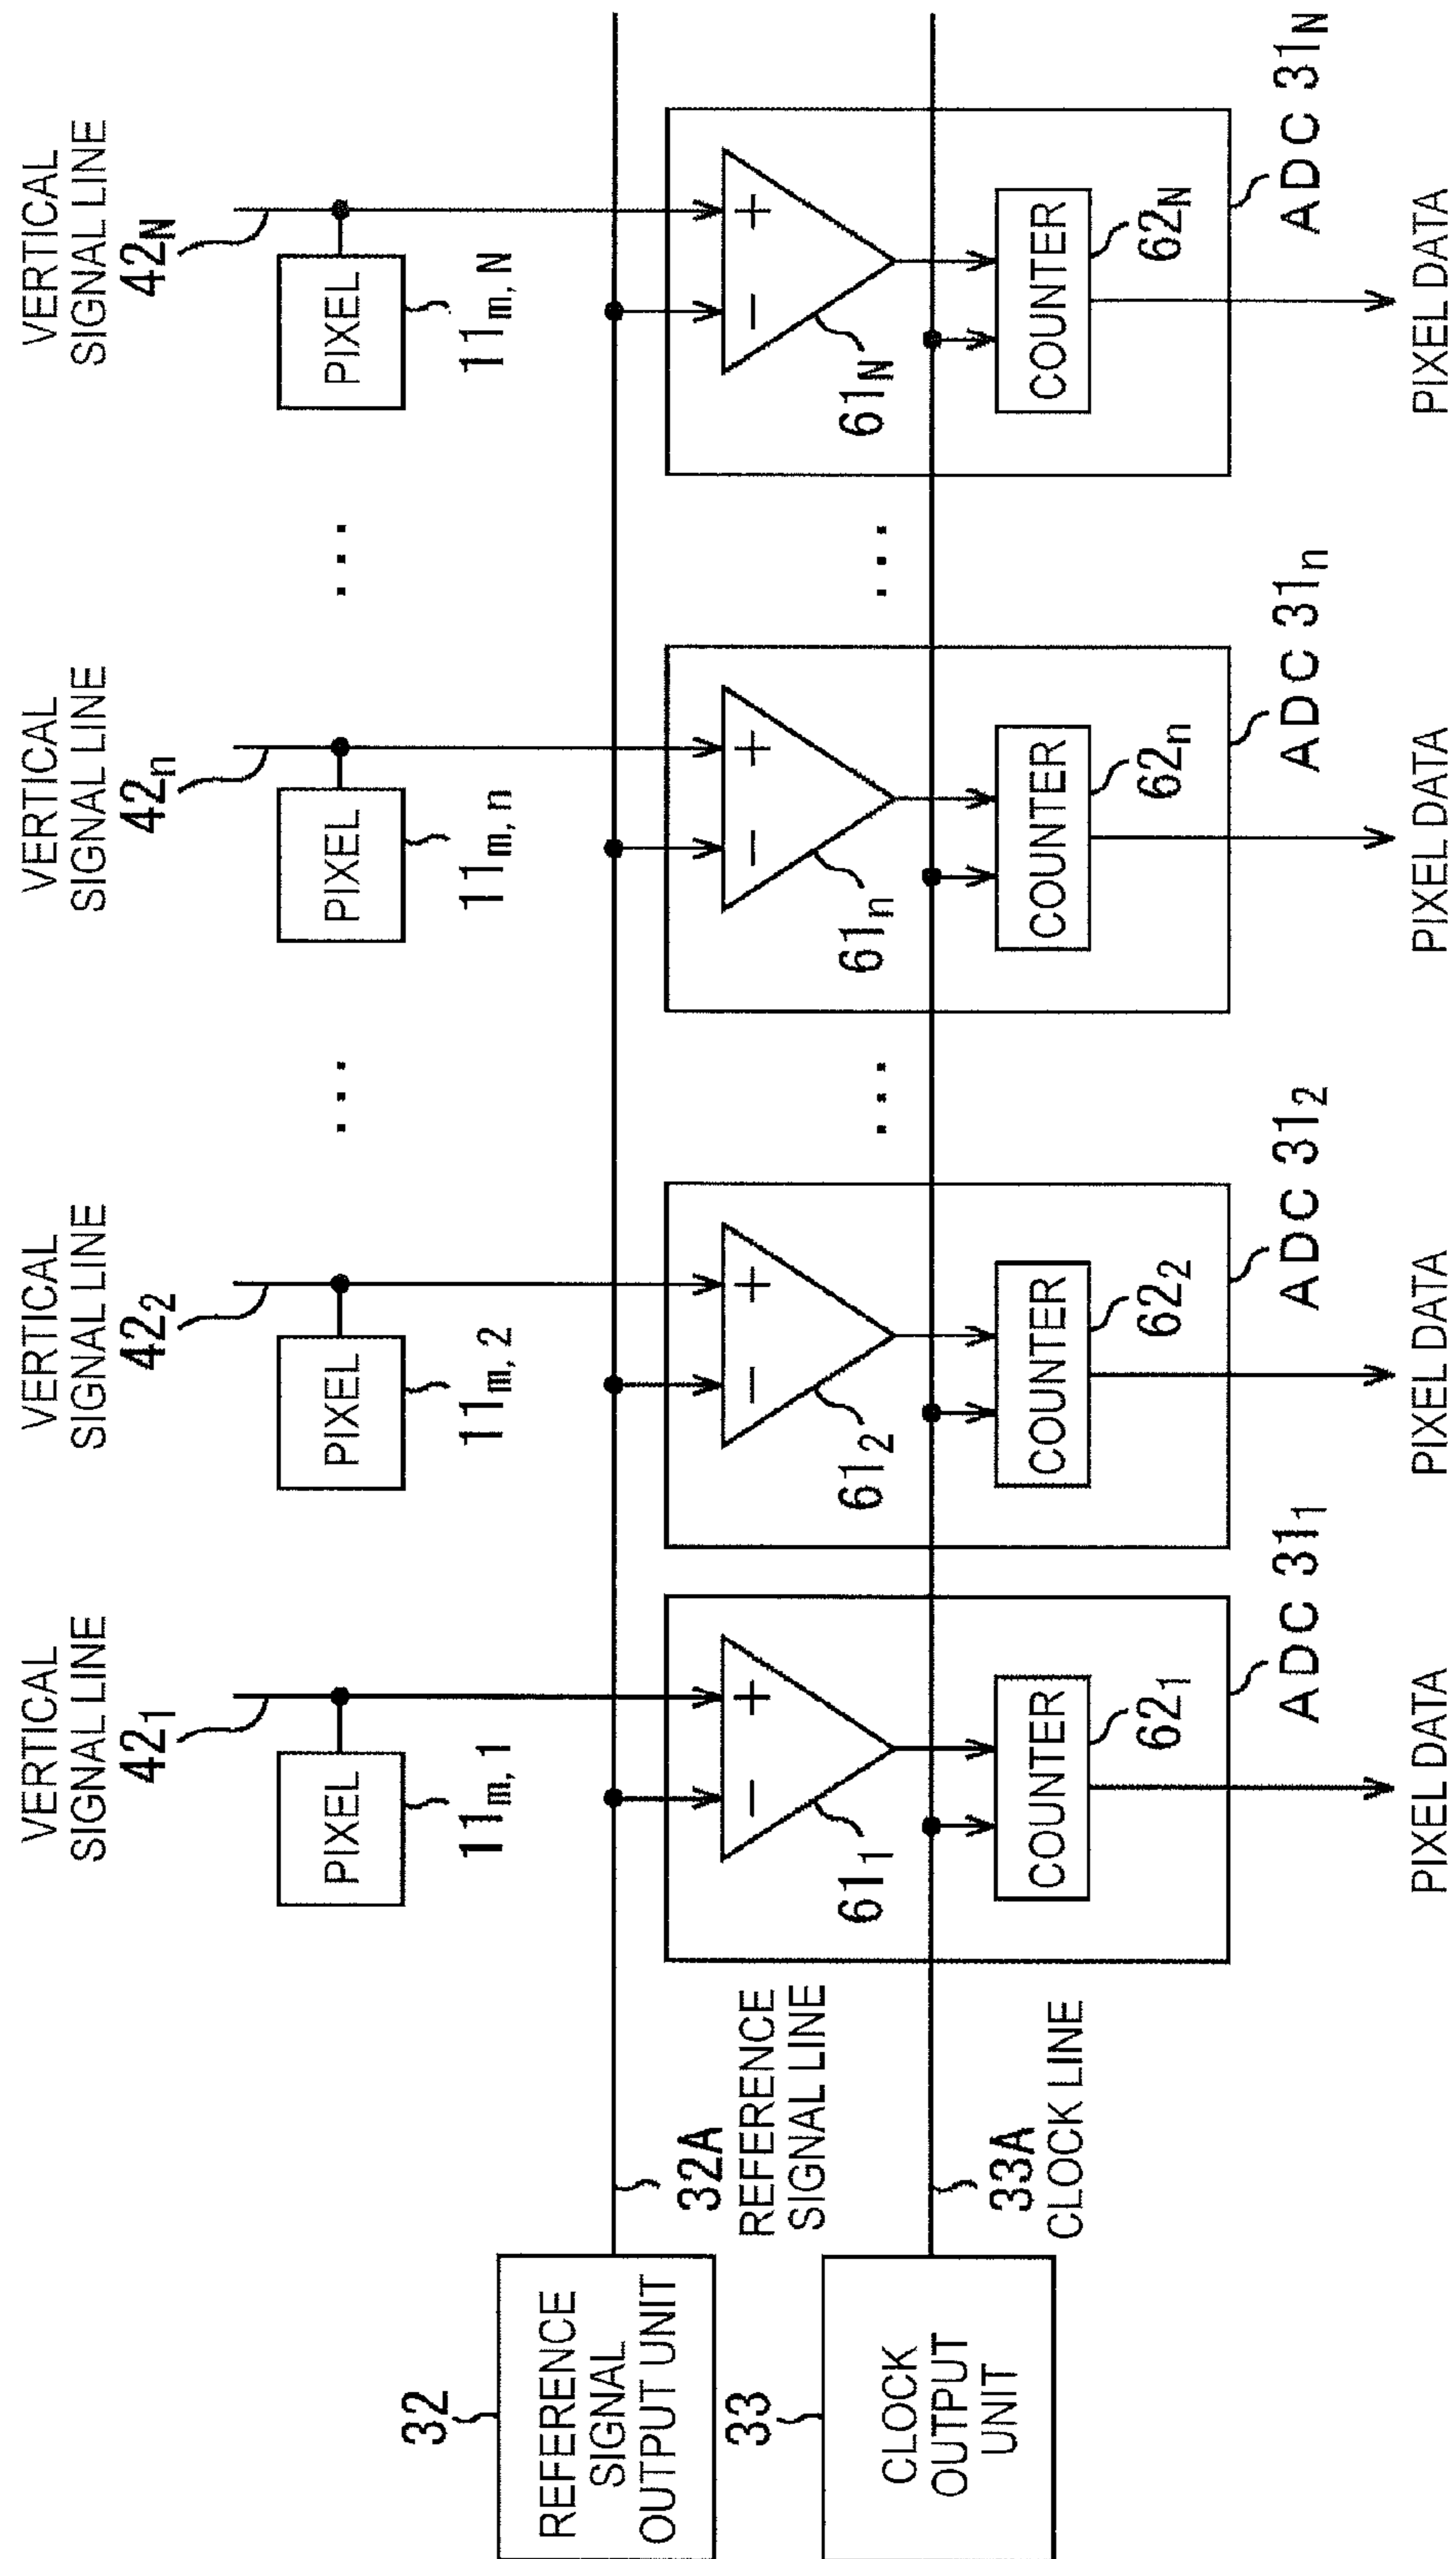 VERTICAL
SIGNAL LINE
42₁
VERTICAL
SIGNAL LINE
42₂
VERTICAL
SIGNAL LINE
42ₙ
VERTICAL
SIGNAL LINE
42N
PIXEL
PIXEL
...
PIXEL
...
PIXEL
11m,1
11m,2
11m,n
11m,N
32
REFERENCE
SIGNAL
OUTPUT UNIT
32A
REFERENCE
SIGNAL LINE
− +
− +
− +
− +
61₁
61₂
...
61ₙ
...
61N
33
CLOCK
OUTPUT
UNIT
33A
CLOCK LINE
COUNTER
COUNTER
COUNTER
COUNTER
62₁
62₂
62ₙ
62N
ADC 31₁
ADC 31₂
ADC 31ₙ
ADC 31N
PIXEL DATA
PIXEL DATA
PIXEL DATA
PIXEL DATA